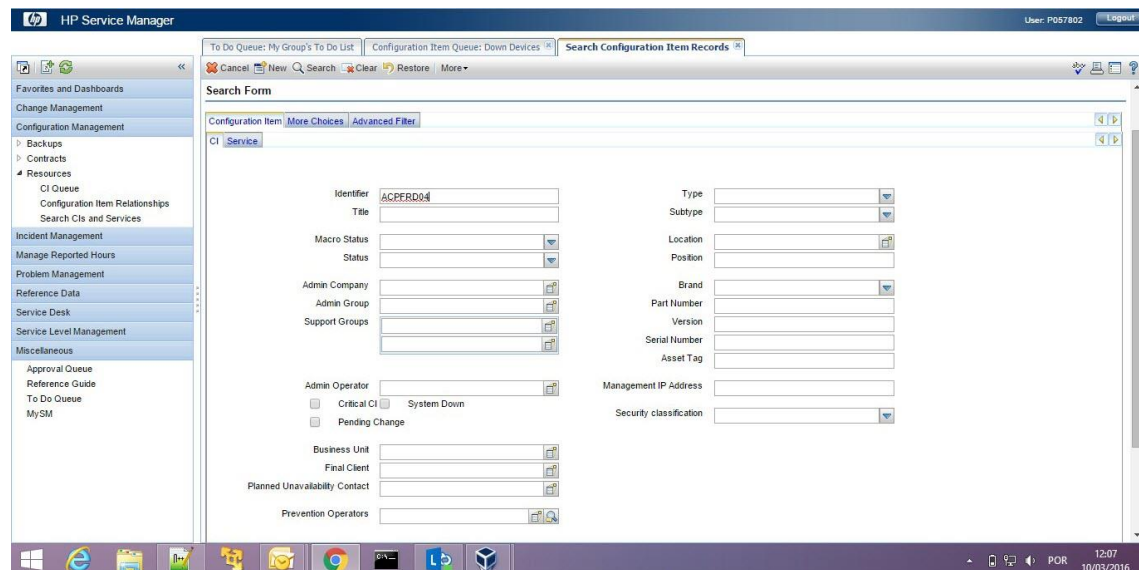 HP Service Manager
User: P057802 Logout
To Do Queue: My Group's To Do List Configuration Item Queue: Down Devices Search Configuration Item Records
Cancel New Search Clear Restore More
Favorites and Dashboards
Change Management
Configuration Management
Backups
Contracts
Resources
CI Queue
Configuration Item Relationships
Search CIs and Services
Incident Management
Manage Reported Hours
Problem Management
Reference Data
Service Desk
Service Level Management
Miscellaneous
Approval Queue
Reference Guide
To Do Queue
MySM
Search Form
Configuration Item More Choices Advanced Filter
CI Service
Identifier ACPFRD04
Title
Macro Status
Status
Admin Company
Admin Group
Support Groups
Admin Operator
Critical CI System Down
Pending Change
Business Unit
Final Client
Planned Unavailability Contact
Prevention Operators
Type
Subtype
Location
Position
Brand
Part Number
Version
Serial Number
Asset Tag
Management IP Address
Security classification
POR
12:07
10/03/2016